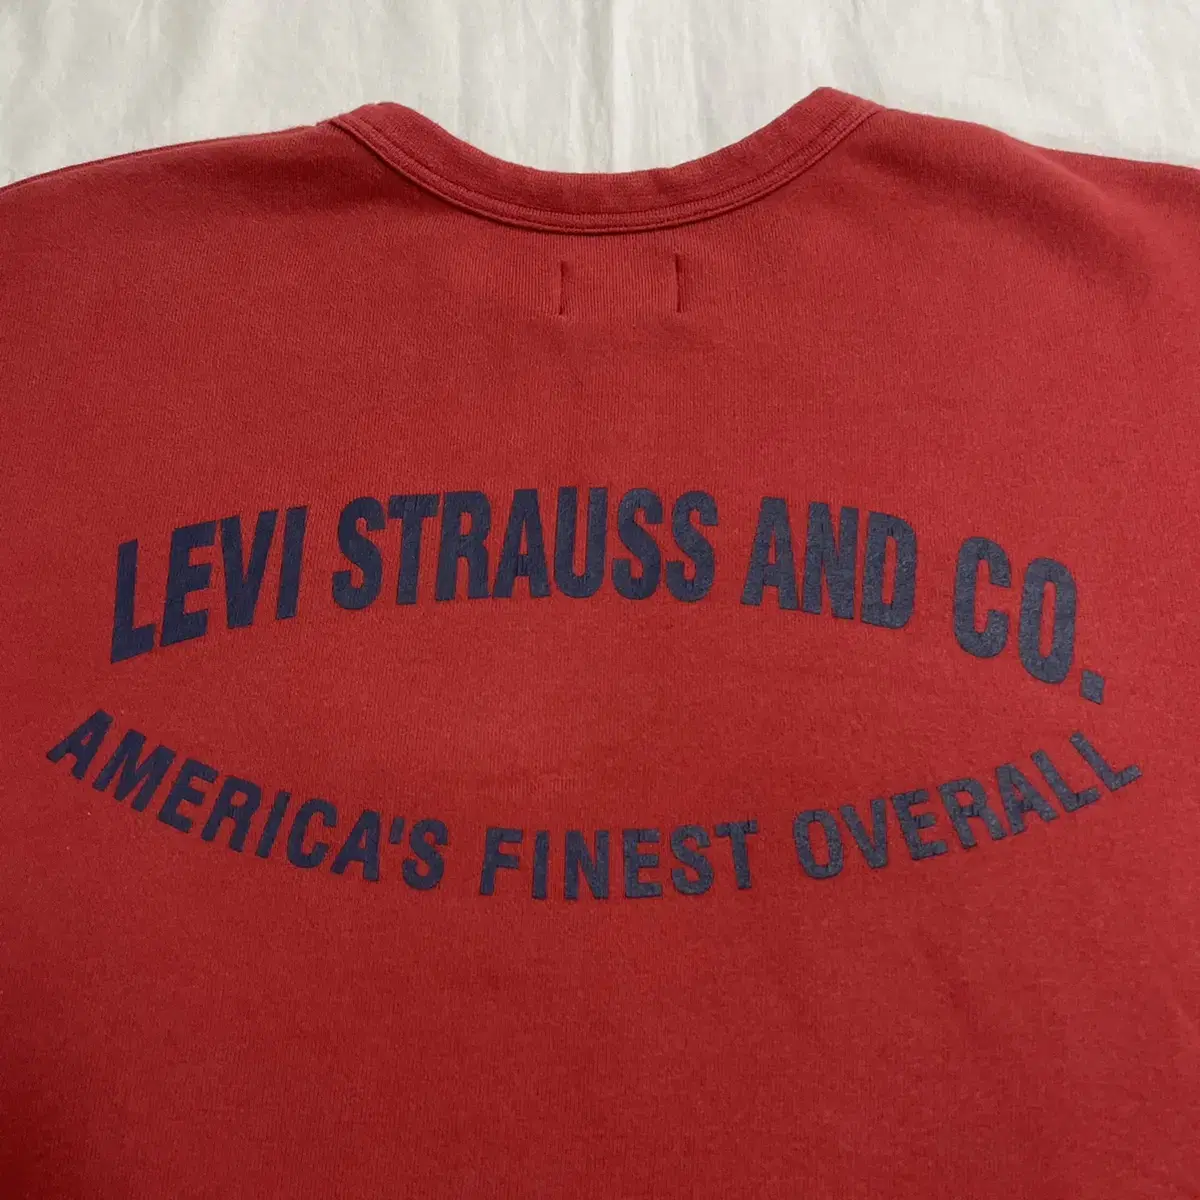 LEVI STRAUSS AND CO.
AMERICA'S FINEST OVERALL